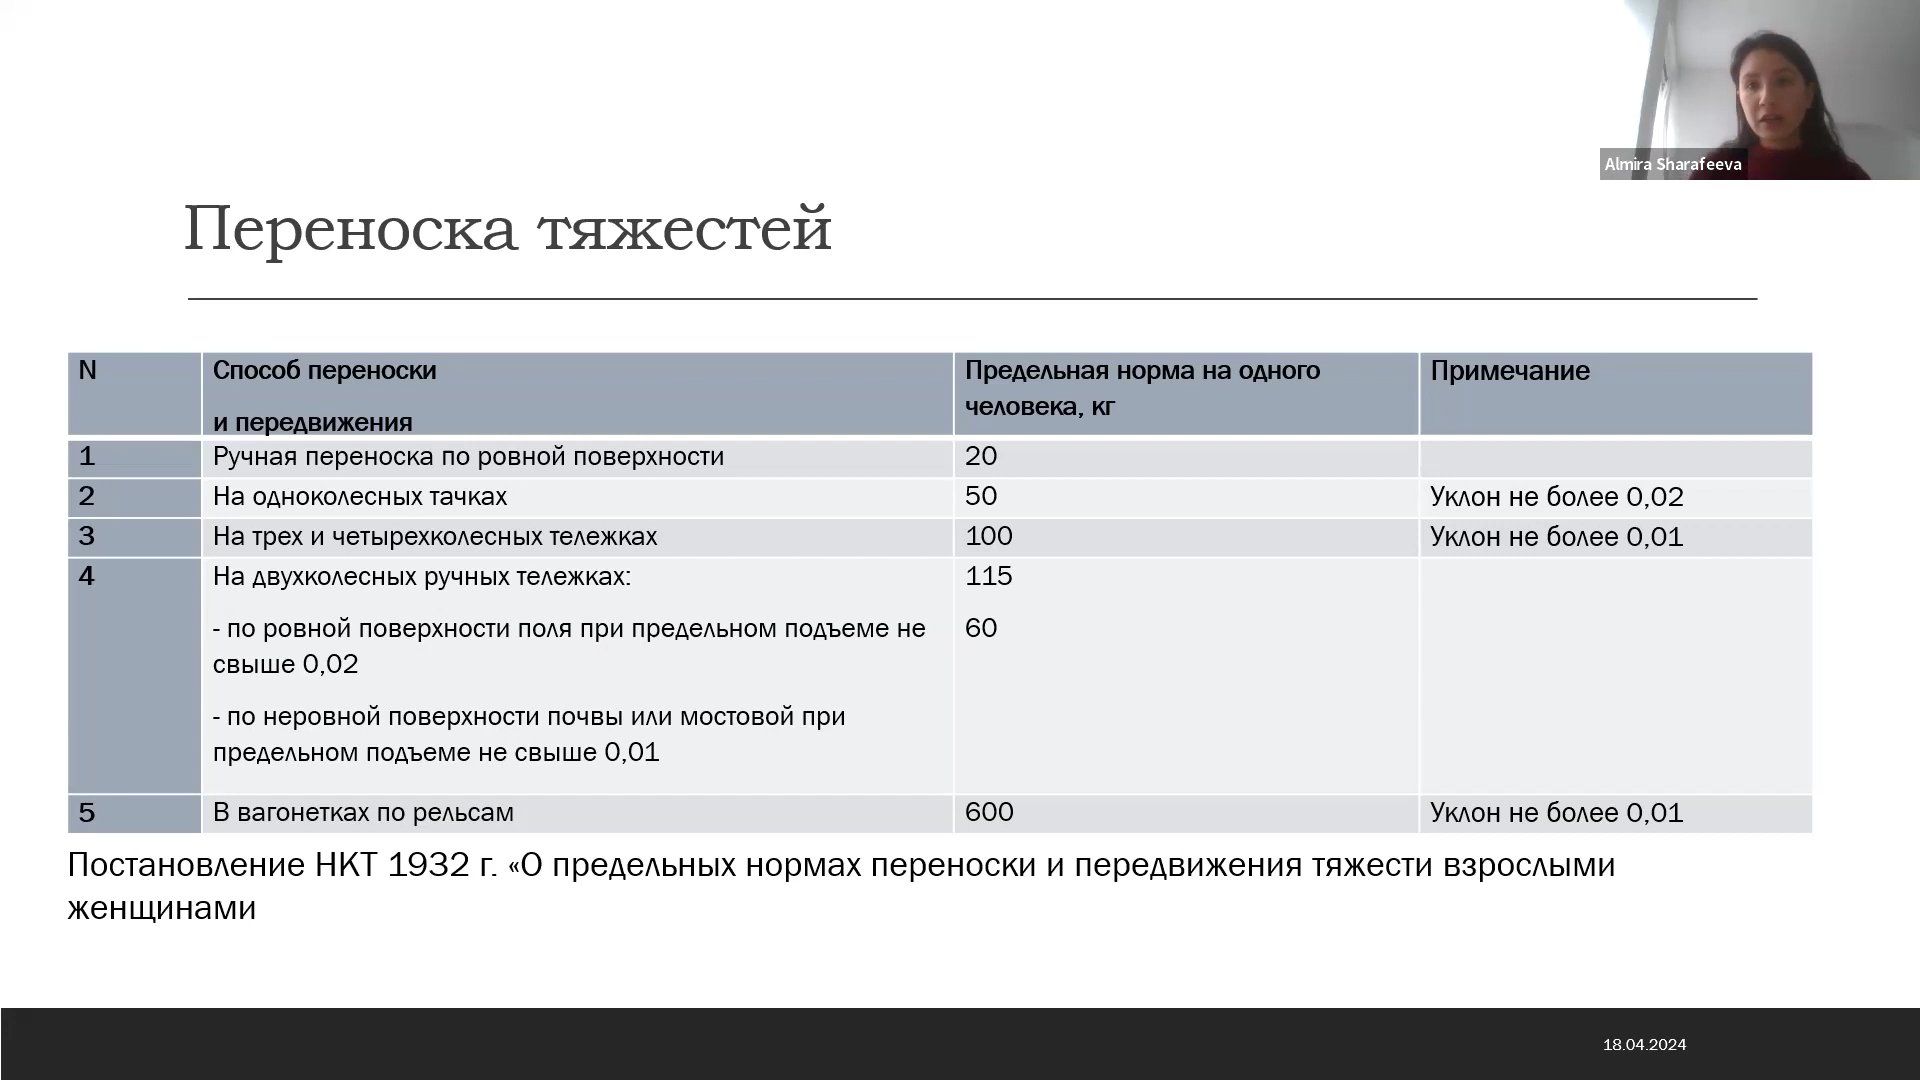 Almira Sharafeeva
Переноска тяжестей
N
Способ переноски
и передвижения
Предельная норма на одного
человека, кг
Примечание
1
Ручная переноска по ровной поверхности
20
2
На одноколесных тачках
50
Уклон не более 0,02
3
На трех и четырехколесных тележках
100
Уклон не более 0,01
4
На двухколесных ручных тележках:
- по ровной поверхности поля при предельном подъеме не
свыше 0,02
- по неровной поверхности почвы или мостовой при
предельном подъеме не свыше 0,01
115
60
5
В вагонетках по рельсам
600
Уклон не более 0,01
Постановление НКТ 1932 г. «О предельных нормах переноски и передвижения тяжести взрослыми
женщинами
18.04.2024